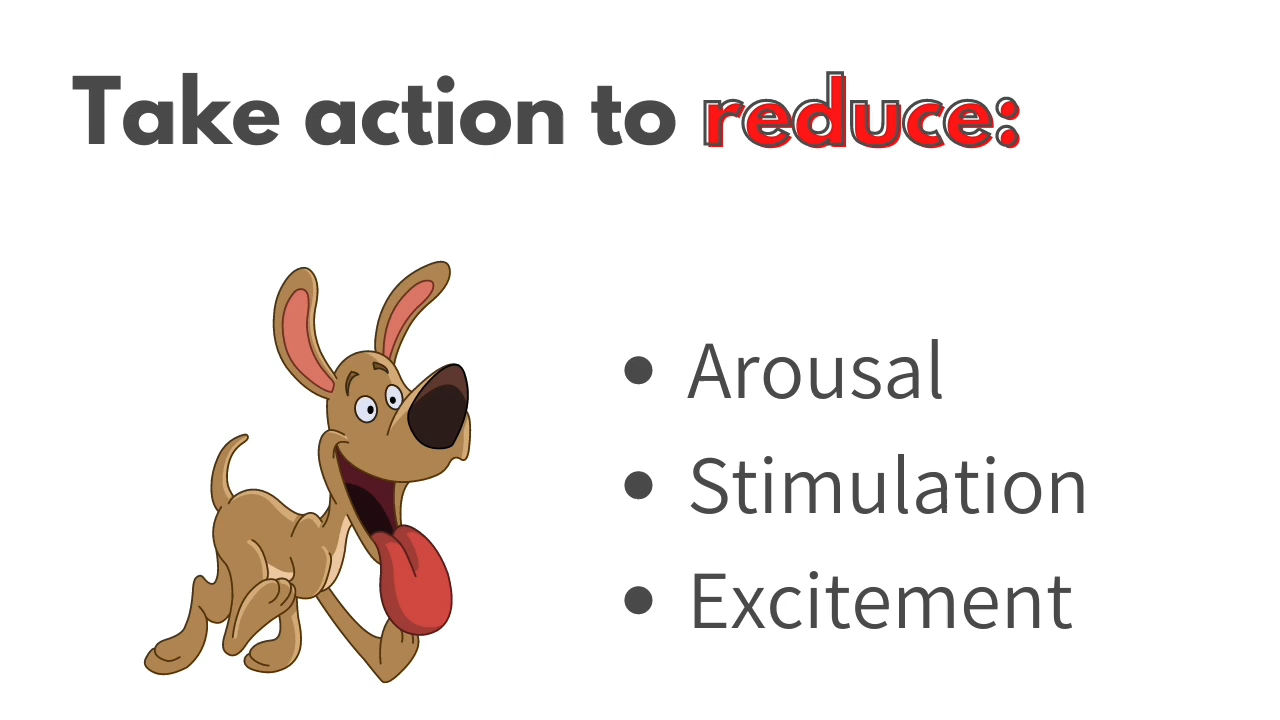 Take action to reduce:
• Arousal
• Stimulation
• Excitement